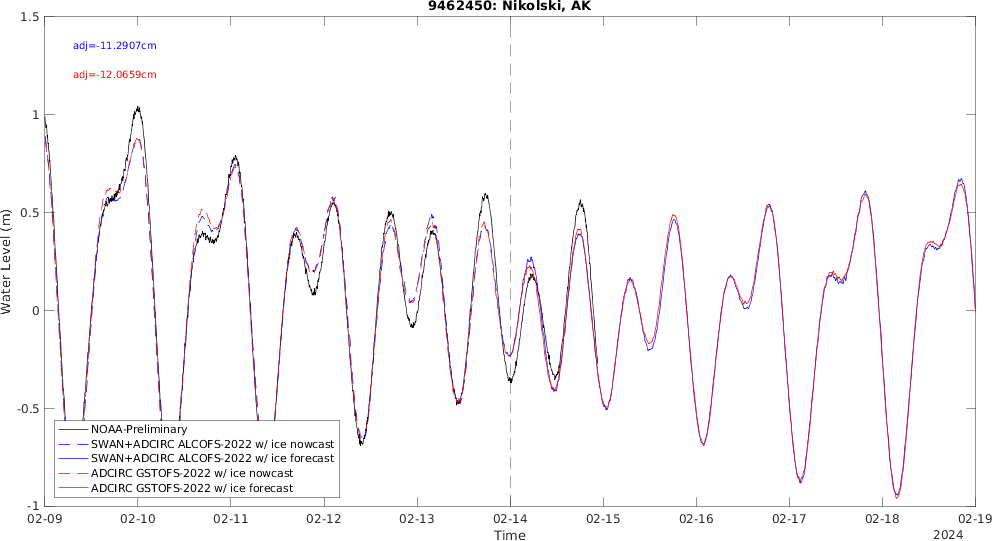 9462450: Nikolski, AK
adj=-11.2907cm
adj=-12.0659cm
Water Level (m)
1.5
1
0.5
0
-0.5
-1
NOAA-Preliminary
SWAN+ADCIRC ALCOFS-2022 w/ ice nowcast
SWAN+ADCIRC ALCOFS-2022 w/ ice forecast
ADCIRC GSTOFS-2022 w/ ice nowcast
ADCIRC GSTOFS-2022 w/ ice forecast
02-09 02-10 02-11 02-12 02-13 02-14 02-15 02-16 02-17 02-18 02-19
Time
2024